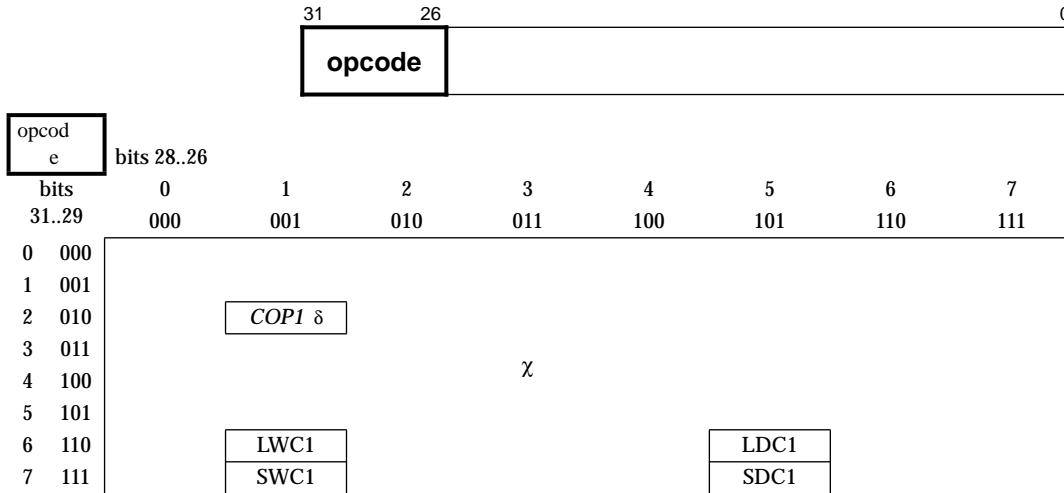 31 26 0
opcode
opcod
e bits 28..26
bits 0 1 2 3 4 5 6 7
31..29 000 001 010 011 100 101 110 111
0 000
1 001
2 010 COP1 δ
3 011
χ
4 100
5 101
6 110 LWC1 LDC1
7 111 SWC1 SDC1